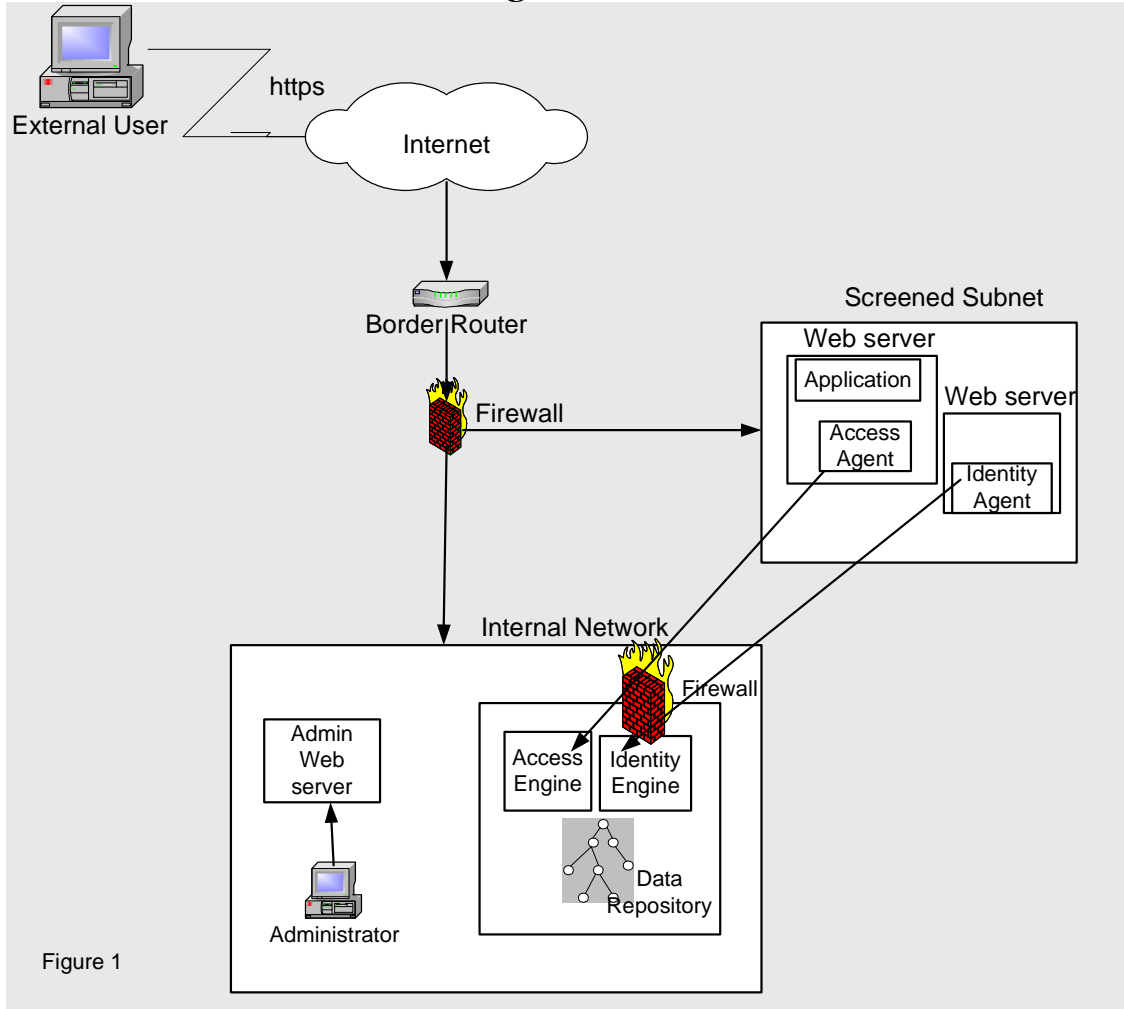 https
External User
Internet
Border Router
Firewall
Screened Subnet
Web server
Application
Access
Agent
Web server
Identity
Agent
Internal Network
Firewall
Admin
Web
server
Access
Engine
Identity
Engine
Data
Repository
Administrator
Figure 1